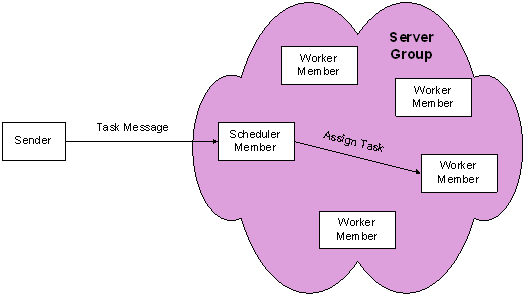 Server
Group
Worker
Member
Worker
Member
Sender
Task Message
Scheduler
Member
Assign Task
Worker
Member
Worker
Member